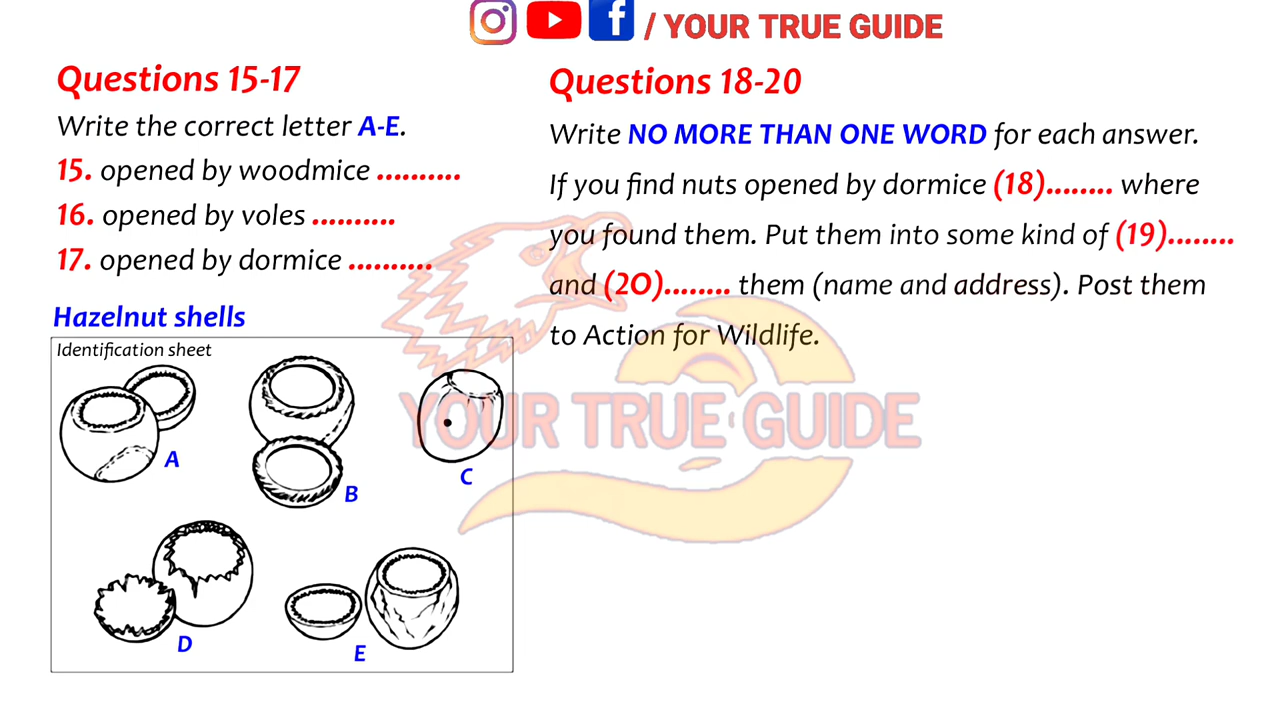 / YOUR TRUE GUIDE
Questions 15-17
Write the correct letter A-E.
15. opened by woodmice ..........
16. opened by voles ..........
17. opened by dormice ..........
Hazelnut shells
Identification sheet
A
B
C
D
E
Questions 18-20
Write NO MORE THAN ONE WORD for each answer.
If you find nuts opened by dormice (18)........ where
you found them. Put them into some kind of (19)........
and (2O)........ them (name and address). Post them
to Action for Wildlife.
YOUR TRUE GUIDE